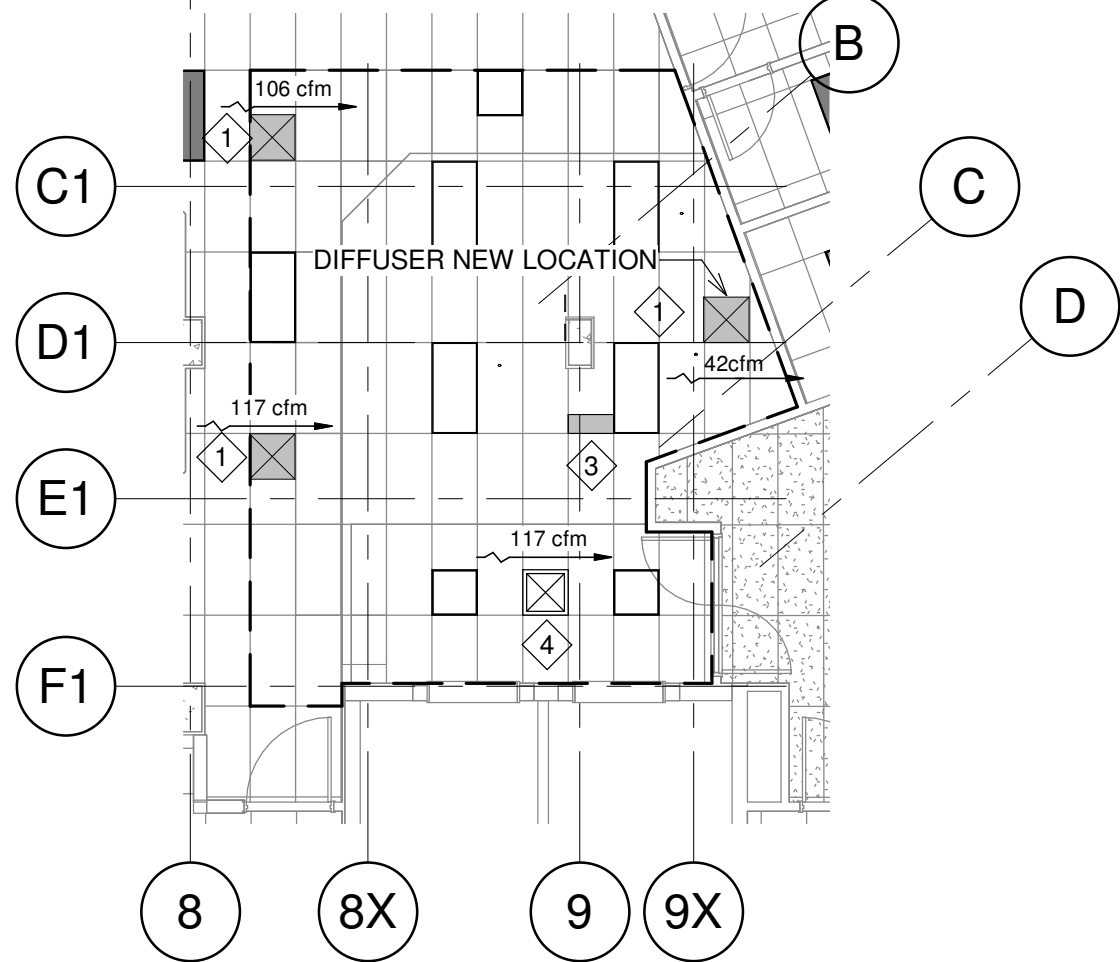 B
106 cfm
1
C1
C
DIFFUSER NEW LOCATION
1
D
D1
42cfm
117 cfm
1
3
E1
117 cfm
4
F1
8
8X
9
9X